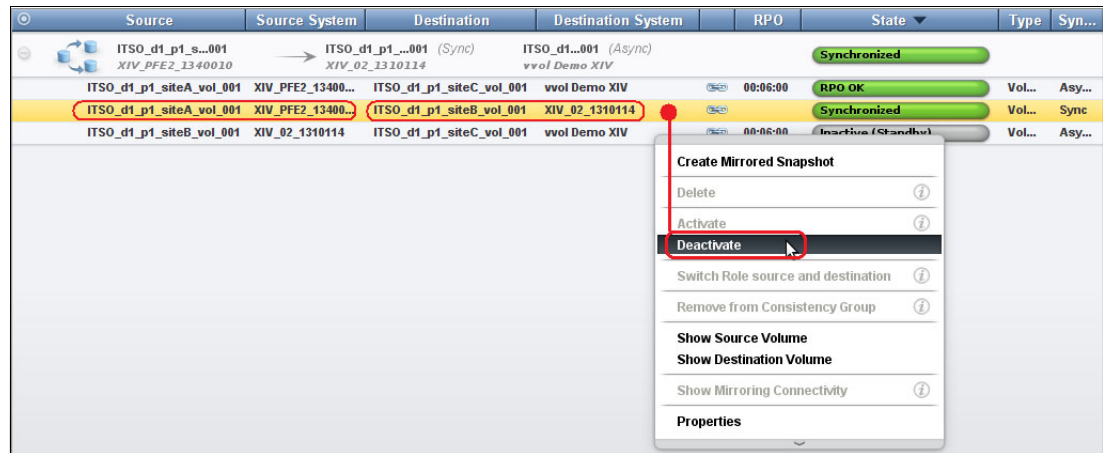 Source Source System Destination Destination System RPO State Type Syn...
ITSO_d1_p1_s...001 ITSO_d1_p1_...001 (Sync) ITSO_d1...001 (Async) Synchronized
XIV_PFE2_1340010 XIV_02_1310114 vvol Demo XIV
ITSO_d1_p1_siteA_vol_001 XIV_PFE2_13400... ITSO_d1_p1_siteC_vol_001 vvol Demo XIV 00:06:00 RPO OK Vol... Asy...
ITSO_d1_p1_siteA_vol_001 XIV_PFE2_13400... ITSO_d1_p1_siteB_vol_001 XIV_02_1310114 Synchronized Vol... Sync
ITSO_d1_p1_siteB_vol_001 XIV_02_1310114 ITSO_d1_p1_siteC_vol_001 vvol Demo XIV 00:06:00 Inactive (Standby) Vol... Asy...
Create Mirrored Snapshot
Delete
Activate
Deactivate
Switch Role source and destination
Remove from Consistency Group
Show Source Volume
Show Destination Volume
Show Mirroring Connectivity
Properties